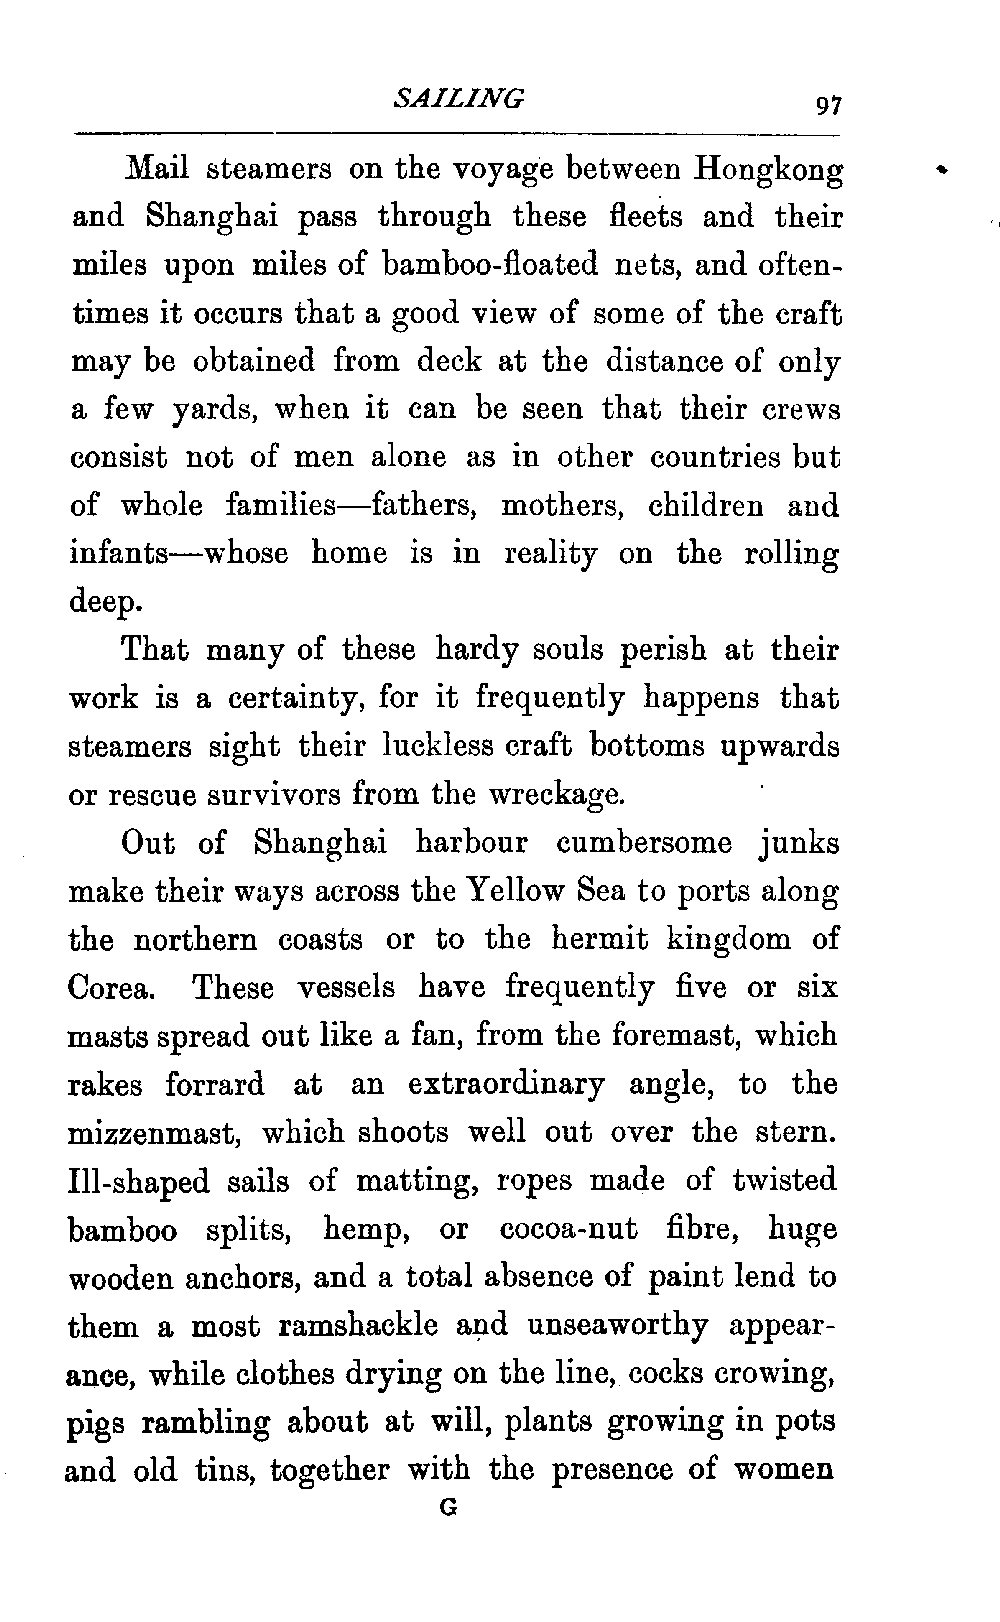 SAILING 97
Mail steamers on the voyage between Hongkong
and Shanghai pass through these fleets and their
miles upon miles of bamboo-floated nets, and often-
times it occurs that a good view of some of the craft
may be obtained from deck at the distance of only
a few yards, when it can be seen that their crews
consist not of men alone as in other countries but
of whole families—fathers, mothers, children and
infants—whose home is in reality on the rolling
deep.
That many of these hardy souls perish at their
work is a certainty, for it frequently happens that
steamers sight their luckless craft bottoms upwards
or rescue survivors from the wreckage.
Out of Shanghai harbour cumbersome junks
make their ways across the Yellow Sea to ports along
the northern coasts or to the hermit kingdom of
Corea. These vessels have frequently five or six
masts spread out like a fan, from the foremast, which
rakes forrard at an extraordinary angle, to the
mizzenmast, which shoots well out over the stern.
Ill-shaped sails of matting, ropes made of twisted
bamboo splits, hemp, or cocoa-nut fibre, huge
wooden anchors, and a total absence of paint lend to
them a most ramshackle and unseaworthy appear-
ance, while clothes drying on the line, cocks crowing,
pigs rambling about at will, plants growing in pots
and old tins, together with the presence of women
G